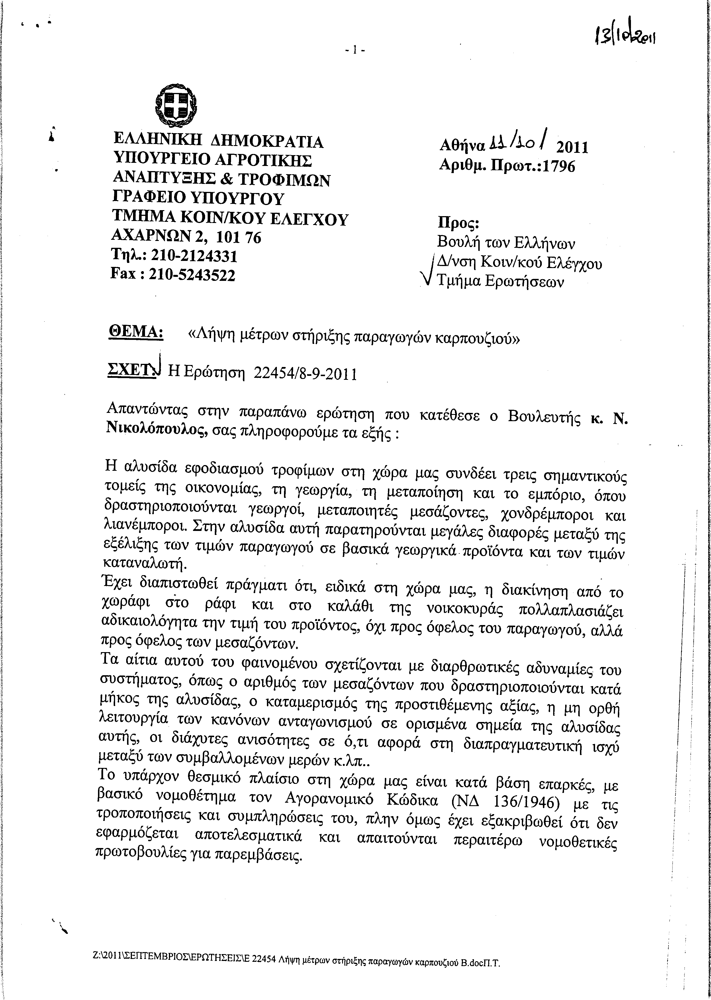 13/10/2011
- 1 -
ΕΛΛΗΝΙΚΗ ΔΗΜΟΚΡΑΤΙΑ
ΥΠΟΥΡΓΕΙΟ ΑΓΡΟΤΙΚΗΣ
ΑΝΑΠΤΥΞΗΣ & ΤΡΟΦΙΜΩΝ
ΓΡΑΦΕΙΟ ΥΠΟΥΡΓΟΥ
ΤΜΗΜΑ ΚΟΙΝ/ΚΟΥ ΕΛΕΓΧΟΥ
ΑΧΑΡΝΩΝ 2, 101 76
Τηλ.: 210-2124331
Fax : 210-5243522
Αθήνα 11/10/ 2011
Αριθμ. Πρωτ.:1796
Προς:
Βουλή των Ελλήνων
Δ/νση Κοιν/κού Ελέγχου
Τμήμα Ερωτήσεων
ΘΕΜΑ: «Λήψη μέτρων στήριξης παραγωγών καρπουζιού»
ΣΧΕΤ: Η Ερώτηση 22454/8-9-2011
Απαντώντας στην παραπάνω ερώτηση που κατέθεσε ο Βουλευτής κ. Ν.
Νικολόπουλος, σας πληροφορούμε τα εξής :
Η αλυσίδα εφοδιασμού τροφίμων στη χώρα μας συνδέει τρεις σημαντικούς
τομείς της οικονομίας, τη γεωργία, τη μεταποίηση και το εμπόριο, όπου
δραστηριοποιούνται γεωργοί, μεταποιητές μεσάζοντες, χονδρέμποροι και
λιανέμποροι. Στην αλυσίδα αυτή παρατηρούνται μεγάλες διαφορές μεταξύ της
εξέλιξης των τιμών παραγωγού σε βασικά γεωργικά προϊόντα και των τιμών
καταναλωτή.
Έχει διαπιστωθεί πράγματι ότι, ειδικά στη χώρα μας, η διακίνηση από το
χωράφι στο ράφι και στο καλάθι της νοικοκυράς πολλαπλασιάζει
αδικαιολόγητα την τιμή του προϊόντος, όχι προς όφελος του παραγωγού, αλλά
προς όφελος των μεσαζόντων.
Τα αίτια αυτού του φαινομένου σχετίζονται με διαρθρωτικές αδυναμίες του
συστήματος, όπως ο αριθμός των μεσαζόντων που δραστηριοποιούνται κατά
μήκος της αλυσίδας, ο καταμερισμός της προστιθέμενης αξίας, η μη ορθή
λειτουργία των κανόνων ανταγωνισμού σε ορισμένα σημεία της αλυσίδας
αυτής, οι διάχυτες ανισότητες σε ό,τι αφορά στη διαπραγματευτική ισχύ
μεταξύ των συμβαλλομένων μερών κ.λπ..
Το υπάρχον θεσμικό πλαίσιο στη χώρα μας είναι κατά βάση επαρκές, με
βασικό νομοθέτημα τον Αγορανομικό Κώδικα (ΝΔ 136/1946) με τις
τροποποιήσεις και συμπληρώσεις του, πλην όμως έχει εξακριβωθεί ότι δεν
εφαρμόζεται αποτελεσματικά και απαιτούνται περαιτέρω νομοθετικές
πρωτοβουλίες για παρεμβάσεις.
Z:\2011\ΣΕΠΤΕΜΒΡΙΟΣ\ΕΡΩΤΗΣΕΙΣ\Ε 22454 Λήψη μέτρων στήριξης παραγωγών καρπουζιού Β.docΠ.Τ.